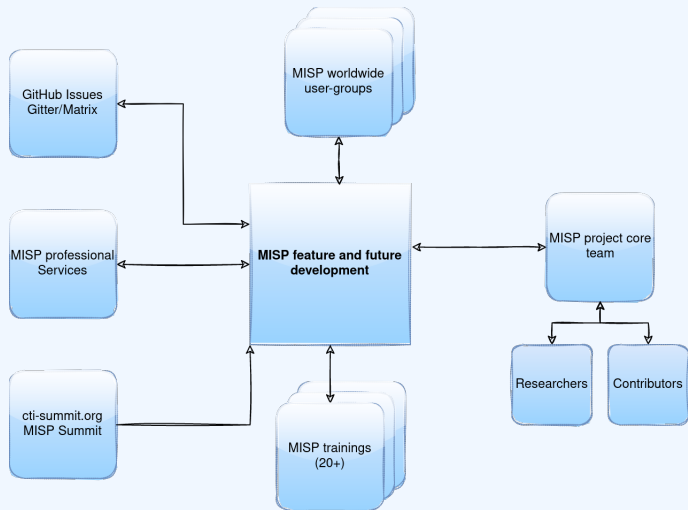 MISP worldwide
user-groups
GitHub Issues
Gitter/Matrix
MISP professional
Services
MISP feature and future
development
MISP project core
team
Researchers
Contributors
cti-summit.org
MISP Summit
MISP trainings
(20+)